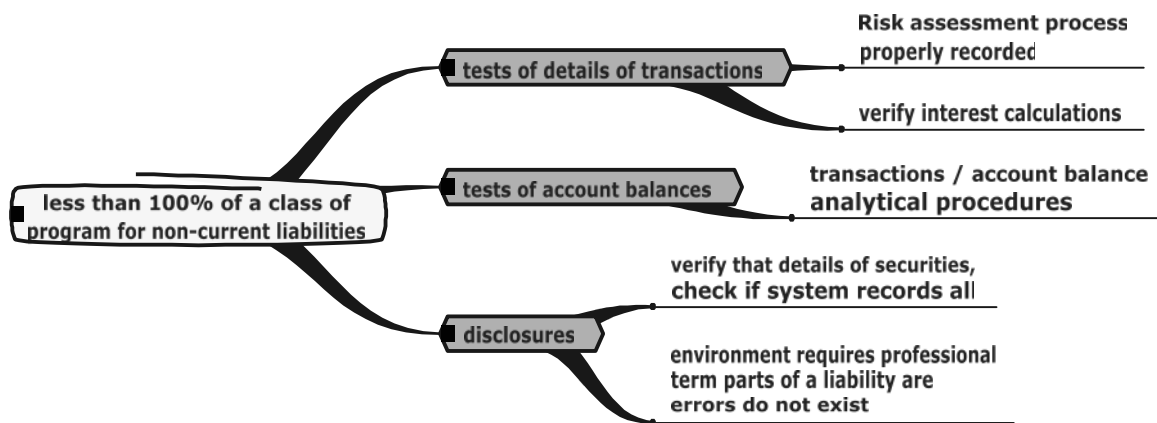 less than 100% of a class of
program for non-current liabilities
tests of details of transactions
Risk assessment process
properly recorded
verify interest calculations
tests of account balances
transactions / account balance
analytical procedures
disclosures
verify that details of securities,
check if system records all
environment requires professional
term parts of a liability are
errors do not exist